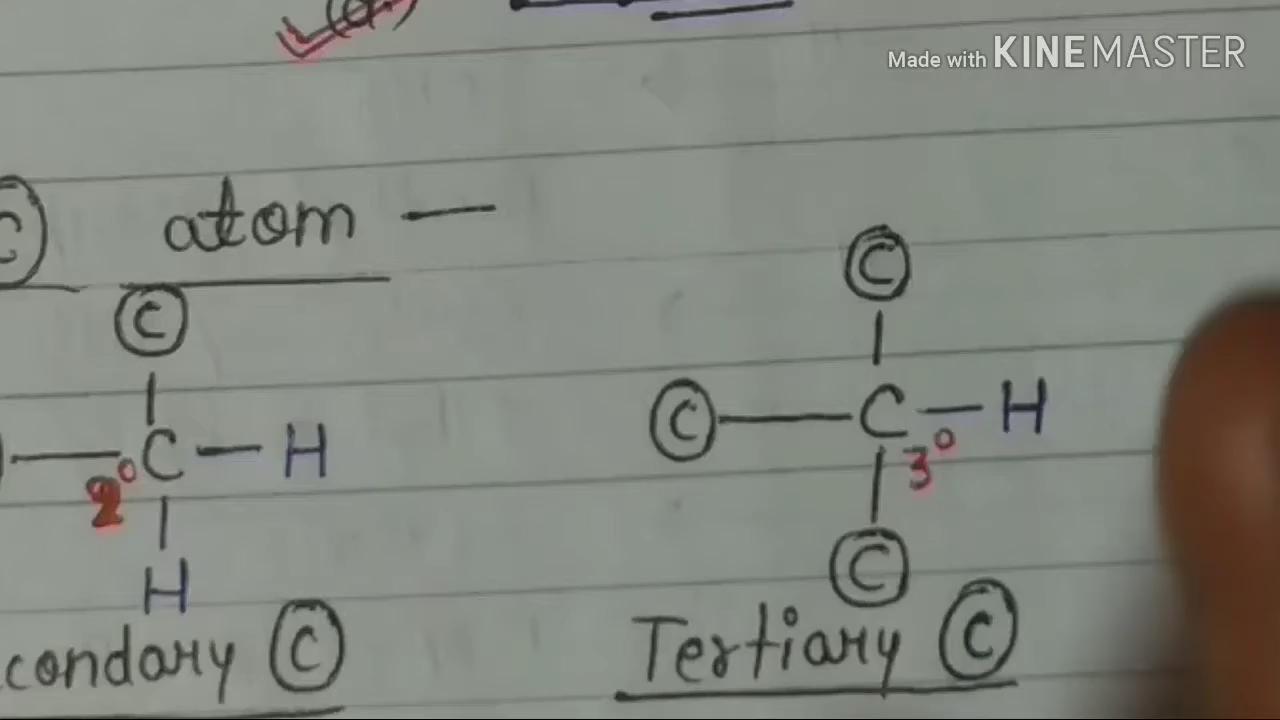 (a.)
Made with KINEMASTER
C atom —
C
C
C — C — H
C — H
2° 3°
H
C
condary C
Tertiary C